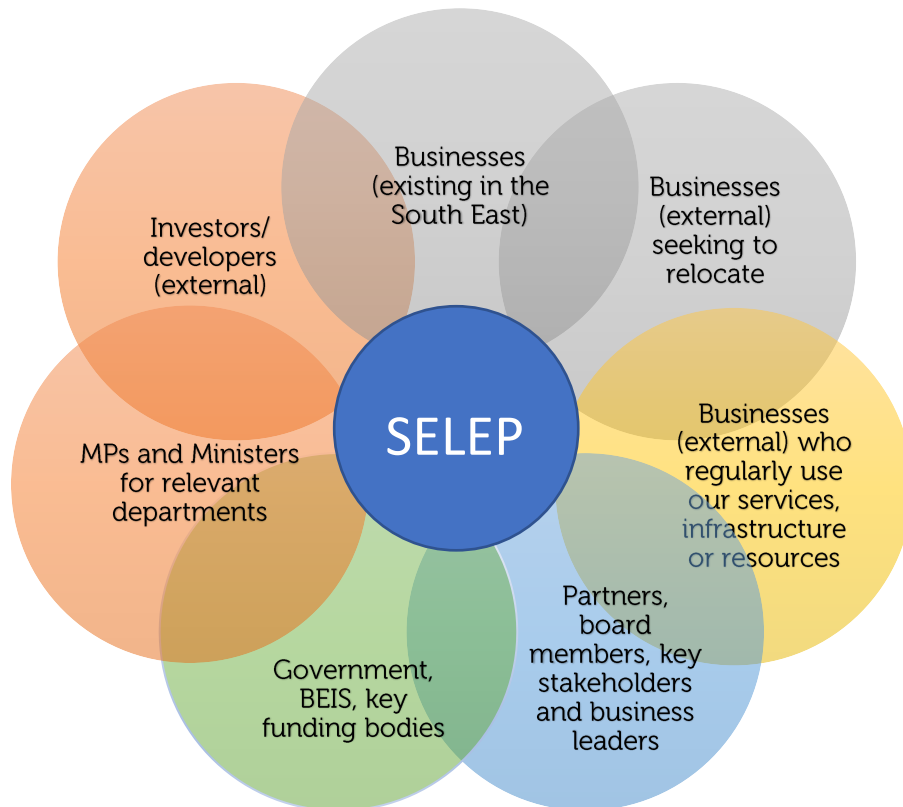 Businesses
(existing in the
South East)
Businesses
(external)
seeking to
relocate
Investors/
developers
(external)
Businesses
(external) who
regularly use
our services,
infrastructure
or resources
SELEP
MPs and Ministers
for relevant
departments
Partners,
board
members, key
stakeholders
and business
leaders
Government,
BEIS, key
funding bodies